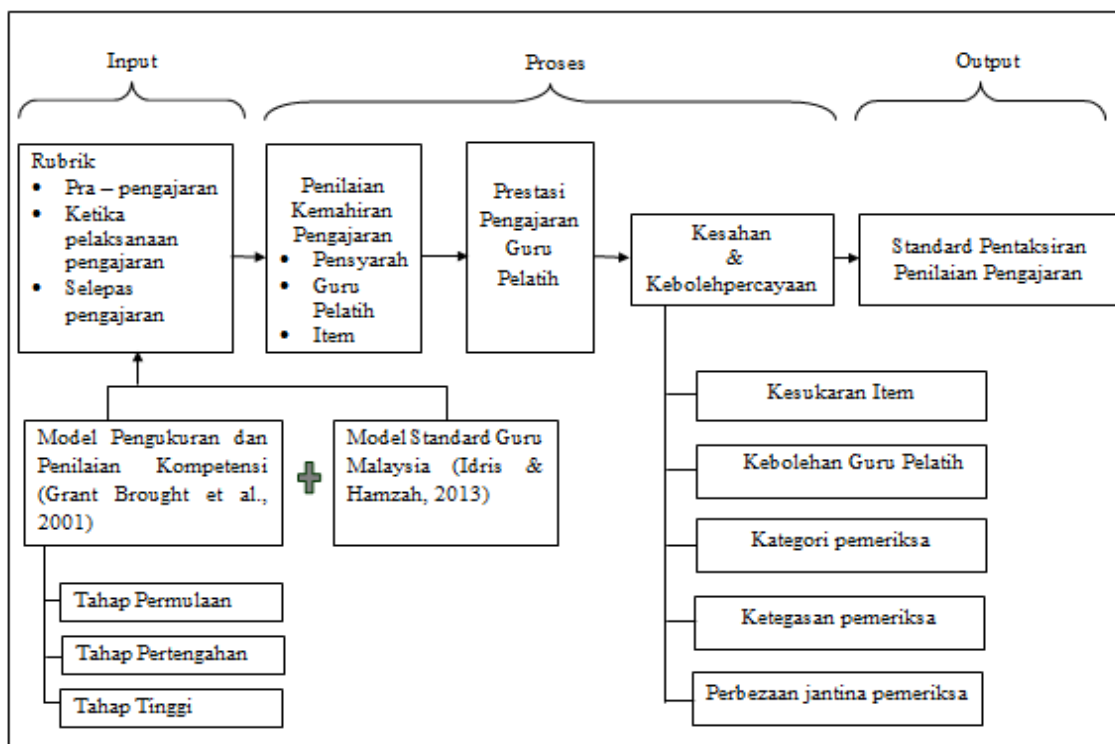 Input
Proses
Output
Rubrik
• Pra – pengajaran
• Ketika
pelaksanaan
pengajaran
• Selepas
pengajaran
Penilaian
Kemahiran
Pengajaran
• Pensyarah
• Guru
Pelatih
• Item
Prestasi
Pengajaran
Guru
Pelatih
Kesahan
&
Kebolehpercayaan
Standard Pentaksiran
Penilaian Pengajaran
Model Pengukuran dan
Penilaian Kompetensi
(Grant Brought et al.,
2001)
Model Standard Guru
Malaysia (Idris &
Hamzah, 2013)
Tahap Permulaan
Tahap Pertengahan
Tahap Tinggi
Kesukaran Item
Kebolehan Guru Pelatih
Kategori pemeriksa
Ketegasan pemeriksa
Perbezaan jantina pemeriksa